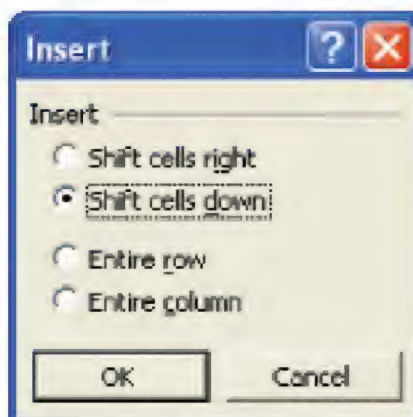 Insert
Insert
Shift cells right
Shift cells down
Entire row
Entire column
OK Cancel